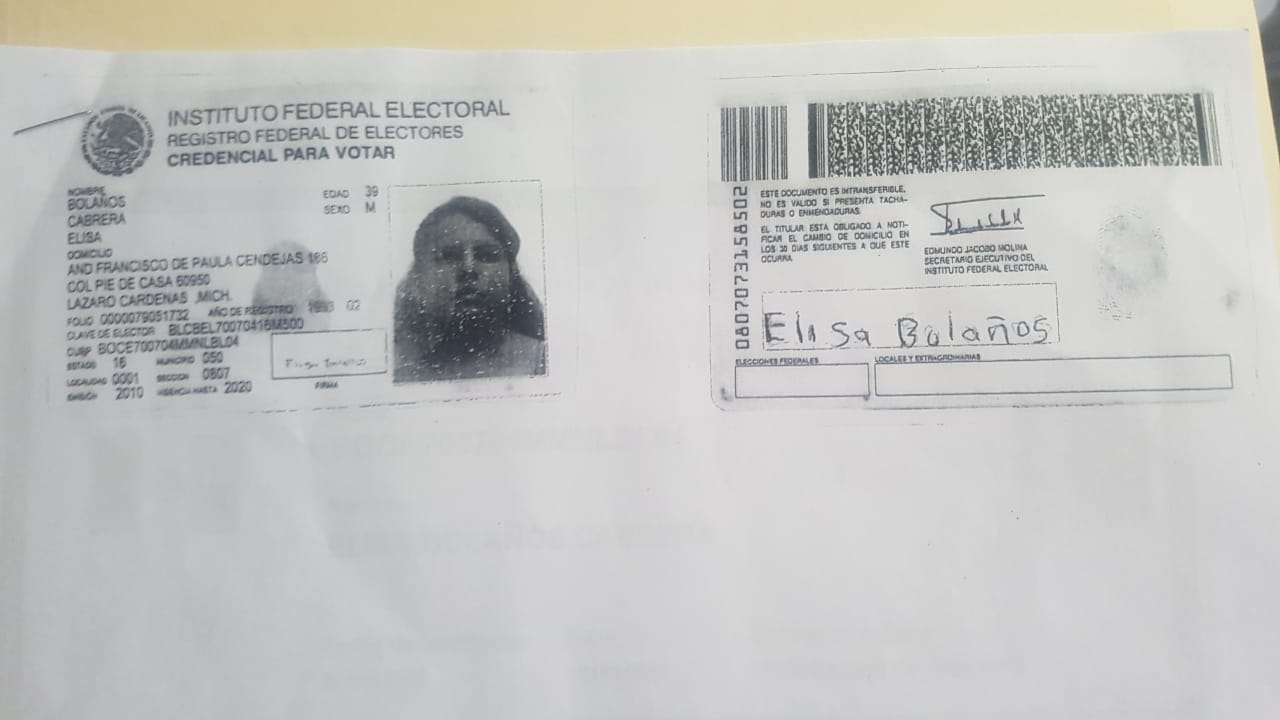 INSTITUTO FEDERAL ELECTORAL
REGISTRO FEDERAL DE ELECTORES
CREDENCIAL PARA VOTAR
NOMBRE
BOLAÑOS
CABRERA
ELISA
EDAD 39
SEXO M
DOMICILIO
AND FRANCISCO DE PAULA CENDEJAS 186
COL PIE DE CASA 60950
LAZARO CARDENAS ,MICH.
FOLIO 0000079051732 AÑO DE REGISTRO 1993 02
CLAVE DE ELECTOR BLCBEL70070416M500
CURP BOCE700704MMNLBL04
ESTADO 16 MUNICIPIO 050
LOCALIDAD 0001 SECCION 0807
EMISIÓN 2010 VIGENCIA HASTA 2020
FIRMA
0807073158502
ESTE DOCUMENTO ES INTRANSFERIBLE,
NO ES VALIDO SI PRESENTA TACHA-
DURAS O ENMENDADURAS.
EL TITULAR ESTA OBLIGADO A NOTI-
FICAR EL CAMBIO DE DOMICILIO EN
LOS 30 DIAS SIGUIENTES A QUE ESTE
OCURRA.
EDMUNDO JACOBO MOLINA
SECRETARIO EJECUTIVO DEL
INSTITUTO FEDERAL ELECTORAL
Elisa Bolaños
ELECCIONES FEDERALES
LOCALES Y EXTRAORDINARIAS